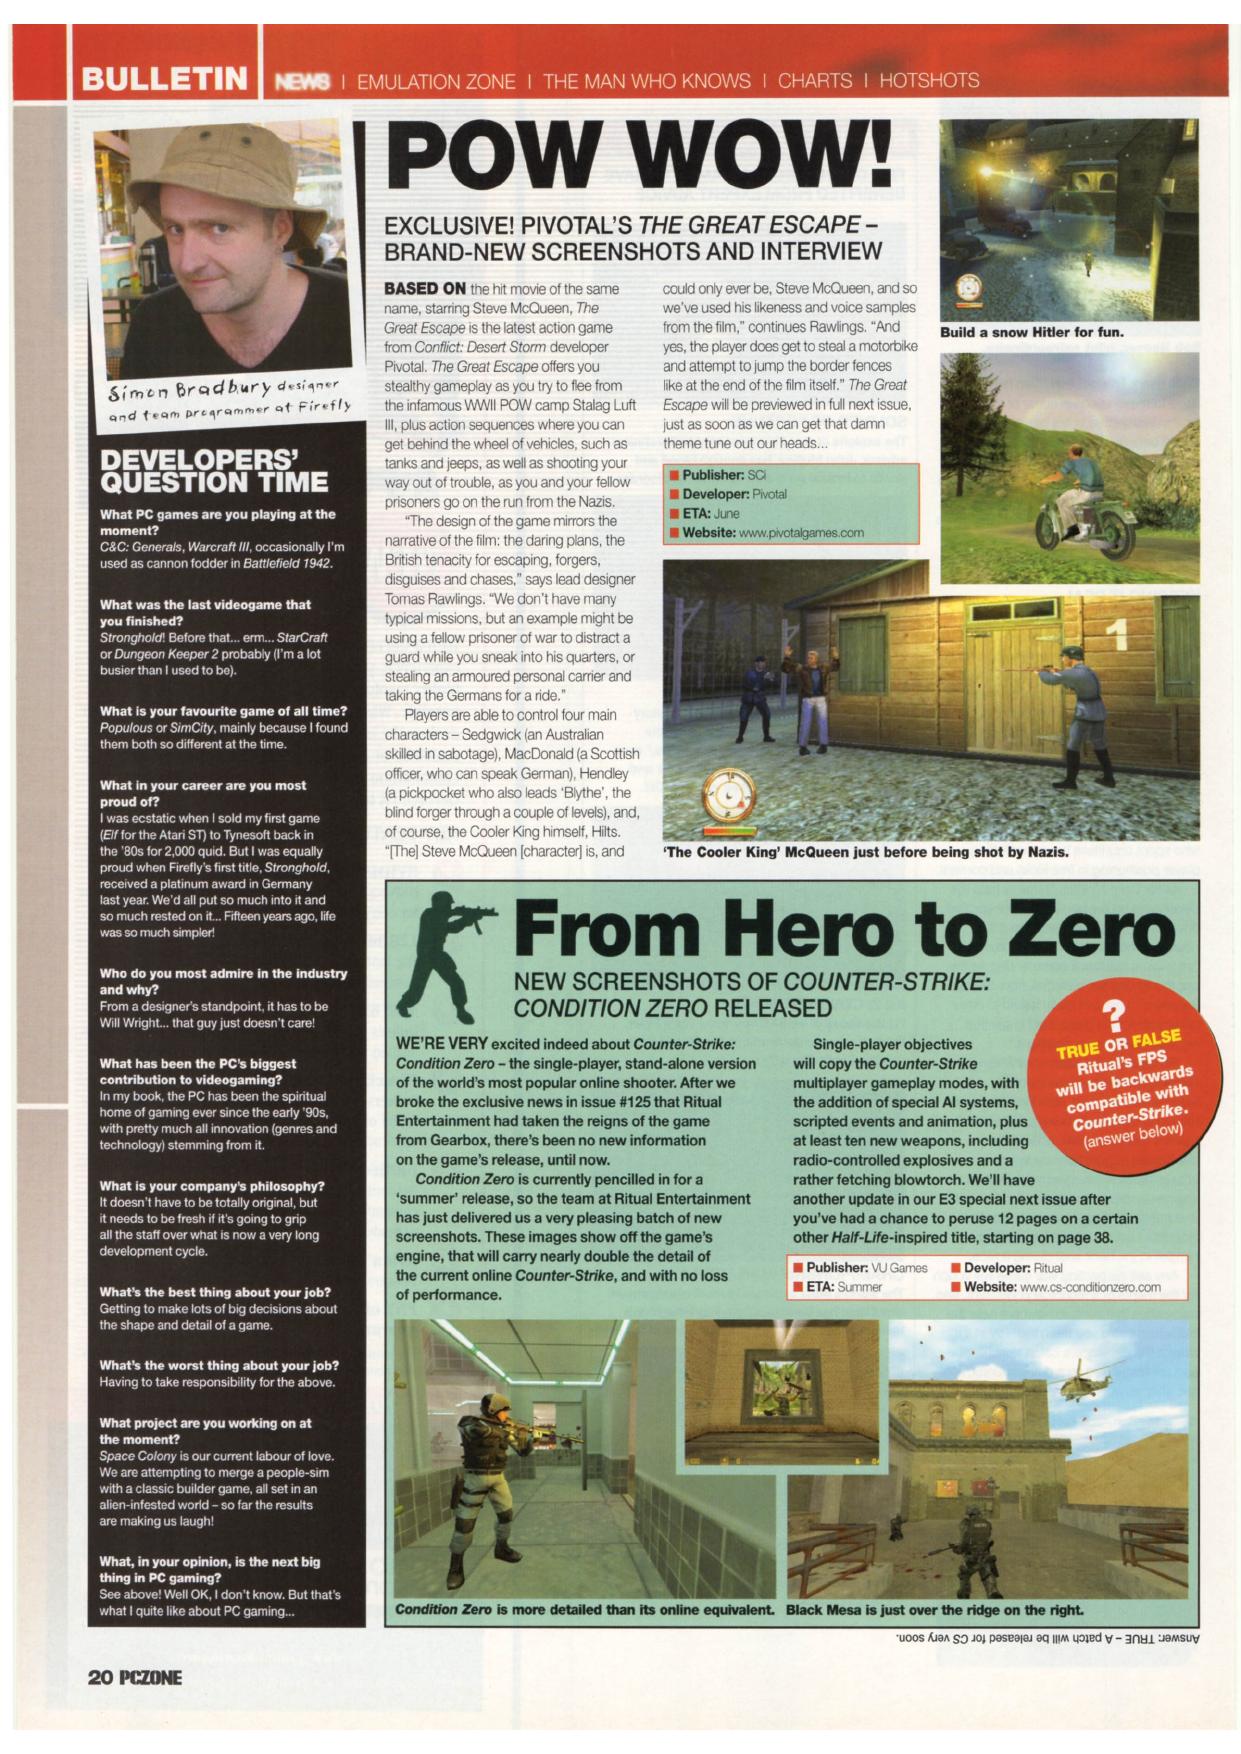 BULLETIN
NEWS | EMULATION ZONE | THE MAN WHO KNOWS | CHARTS | HOTSHOTS
Simon Bradbury designer
and team programmer at Firefly
DEVELOPERS'
QUESTION TIME
What PC games are you playing at the
moment?
C&C: Generals, Warcraft III, occasionally I'm
used as cannon fodder in Battlefield 1942.
What was the last videogame that
you finished?
Stronghold! Before that... erm... StarCraft
or Dungeon Keeper 2 probably (I'm a lot
busier than I used to be).
What is your favourite game of all time?
Populous or SimCity, mainly because I found
them both so different at the time.
What in your career are you most
proud of?
I was ecstatic when I sold my first game
(Elf for the Atari ST) to Tynesoft back in
the '80s for 2,000 quid. But I was equally
proud when Firefly's first title, Stronghold,
received a platinum award in Germany
last year. We'd all put so much into it and
so much rested on it... Fifteen years ago, life
was so much simpler!
Who do you most admire in the industry
and why?
From a designer's standpoint, it has to be
Will Wright... that guy just doesn't care!
What has been the PC's biggest
contribution to videogaming?
In my book, the PC has been the spiritual
home of gaming ever since the early '90s,
with pretty much all innovation (genres and
technology) stemming from it.
What is your company's philosophy?
It doesn't have to be totally original, but
it needs to be fresh if it's going to grip
all the staff over what is now a very long
development cycle.
What's the best thing about your job?
Getting to make lots of big decisions about
the shape and detail of a game.
What's the worst thing about your job?
Having to take responsibility for the above.
What project are you working on at
the moment?
Space Colony is our current labour of love.
We are attempting to merge a people-sim
with a classic builder game, all set in an
alien-infested world – so far the results
are making us laugh!
What, in your opinion, is the next big
thing in PC gaming?
See above! Well OK, I don't know. But that's
what I quite like about PC gaming...
POW WOW!
EXCLUSIVE! PIVOTAL'S THE GREAT ESCAPE –
BRAND-NEW SCREENSHOTS AND INTERVIEW
BASED ON the hit movie of the same
name, starring Steve McQueen, The
Great Escape is the latest action game
from Conflict: Desert Storm developer
Pivotal. The Great Escape offers you
stealthy gameplay as you try to flee from
the infamous WWII POW camp Stalag Luft
III, plus action sequences where you can
get behind the wheel of vehicles, such as
tanks and jeeps, as well as shooting your
way out of trouble, as you and your fellow
prisoners go on the run from the Nazis.
"The design of the game mirrors the
narrative of the film: the daring plans, the
British tenacity for escaping, forgers,
disguises and chases," says lead designer
Tomas Rawlings. "We don't have many
typical missions, but an example might be
using a fellow prisoner of war to distract a
guard while you sneak into his quarters, or
stealing an armoured personal carrier and
taking the Germans for a ride."
Players are able to control four main
characters – Sedgwick (an Australian
skilled in sabotage), MacDonald (a Scottish
officer, who can speak German), Hendley
(a pickpocket who also leads 'Blythe', the
blind forger through a couple of levels), and,
of course, the Cooler King himself, Hilts.
"[The] Steve McQueen [character] is, and
could only ever be, Steve McQueen, and so
we've used his likeness and voice samples
from the film," continues Rawlings. "And
yes, the player does get to steal a motorbike
and attempt to jump the border fences
like at the end of the film itself." The Great
Escape will be previewed in full next issue,
just as soon as we can get that damn
theme tune out our heads...
Publisher: SCi
Developer: Pivotal
ETA: June
Website: www.pivotalgames.com
Build a snow Hitler for fun.
1
'The Cooler King' McQueen just before being shot by Nazis.
From Hero to Zero
NEW SCREENSHOTS OF COUNTER-STRIKE:
CONDITION ZERO RELEASED
WE'RE VERY excited indeed about Counter-Strike:
Condition Zero – the single-player, stand-alone version
of the world's most popular online shooter. After we
broke the exclusive news in issue #125 that Ritual
Entertainment had taken the reigns of the game
from Gearbox, there's been no new information
on the game's release, until now.
Condition Zero is currently pencilled in for a
'summer' release, so the team at Ritual Entertainment
has just delivered us a very pleasing batch of new
screenshots. These images show off the game's
engine, that will carry nearly double the detail of
the current online Counter-Strike, and with no loss
of performance.
Single-player objectives
will copy the Counter-Strike
multiplayer gameplay modes, with
the addition of special AI systems,
scripted events and animation, plus
at least ten new weapons, including
radio-controlled explosives and a
rather fetching blowtorch. We'll have
another update in our E3 special next issue after
you've had a chance to peruse 12 pages on a certain
other Half-Life-inspired title, starting on page 38.
?
TRUE OR FALSE
Ritual's FPS
will be backwards
compatible with
Counter-Strike.
(answer below)
Publisher: VU Games Developer: Ritual
ETA: Summer Website: www.cs-conditionzero.com
Condition Zero is more detailed than its online equivalent. Black Mesa is just over the ridge on the right.
Answer: TRUE – A patch will be released for CS very soon.
20 PCZONE